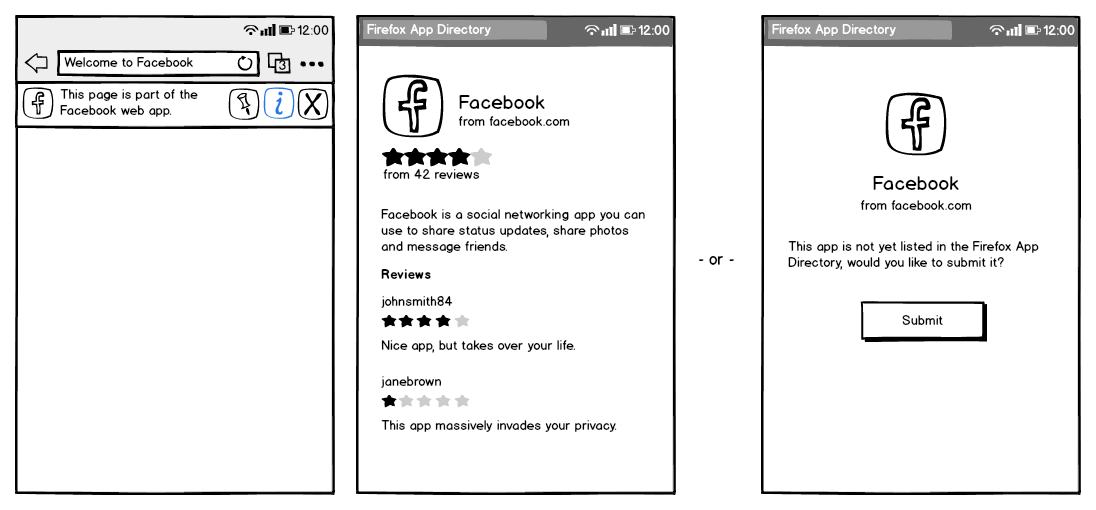 12:00
Welcome to Facebook
3
f
This page is part of the
Facebook web app.
i
X
Firefox App Directory
12:00
f
Facebook
from facebook.com
from 42 reviews
Facebook is a social networking app you can
use to share status updates, share photos
and message friends.
Reviews
johnsmith84
Nice app, but takes over your life.
janebrown
This app massively invades your privacy.
- or -
Firefox App Directory
12:00
f
Facebook
from facebook.com
This app is not yet listed in the Firefox App
Directory, would you like to submit it?
Submit